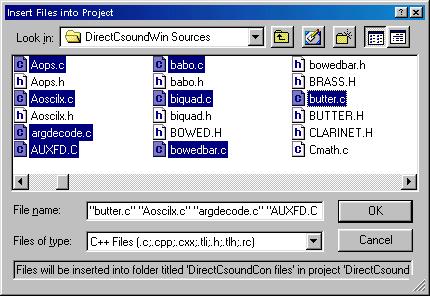 Insert Files into Project
Look in: DirectCsoundWin Sources
Aops.c babo.c bowedbar.h
Aops.h babo.h BRASS.H
Aoscilx.c biquad.c butter.c
Aoscilx.h biquad.h BUTTER.H
argdecode.c BOWED.H CLARINET.H
AUXFD.C bowedbar.c Cmath.c
File name: "butter.c" "Aoscilx.c" "argdecode.c" "AUXFD.C OK
Files of type: C++ Files (.c;.cpp;.cxx;.tli;.h;.tlh;.rc) Cancel
Files will be inserted into folder titled 'DirectCsoundCon files' in project 'DirectCsound